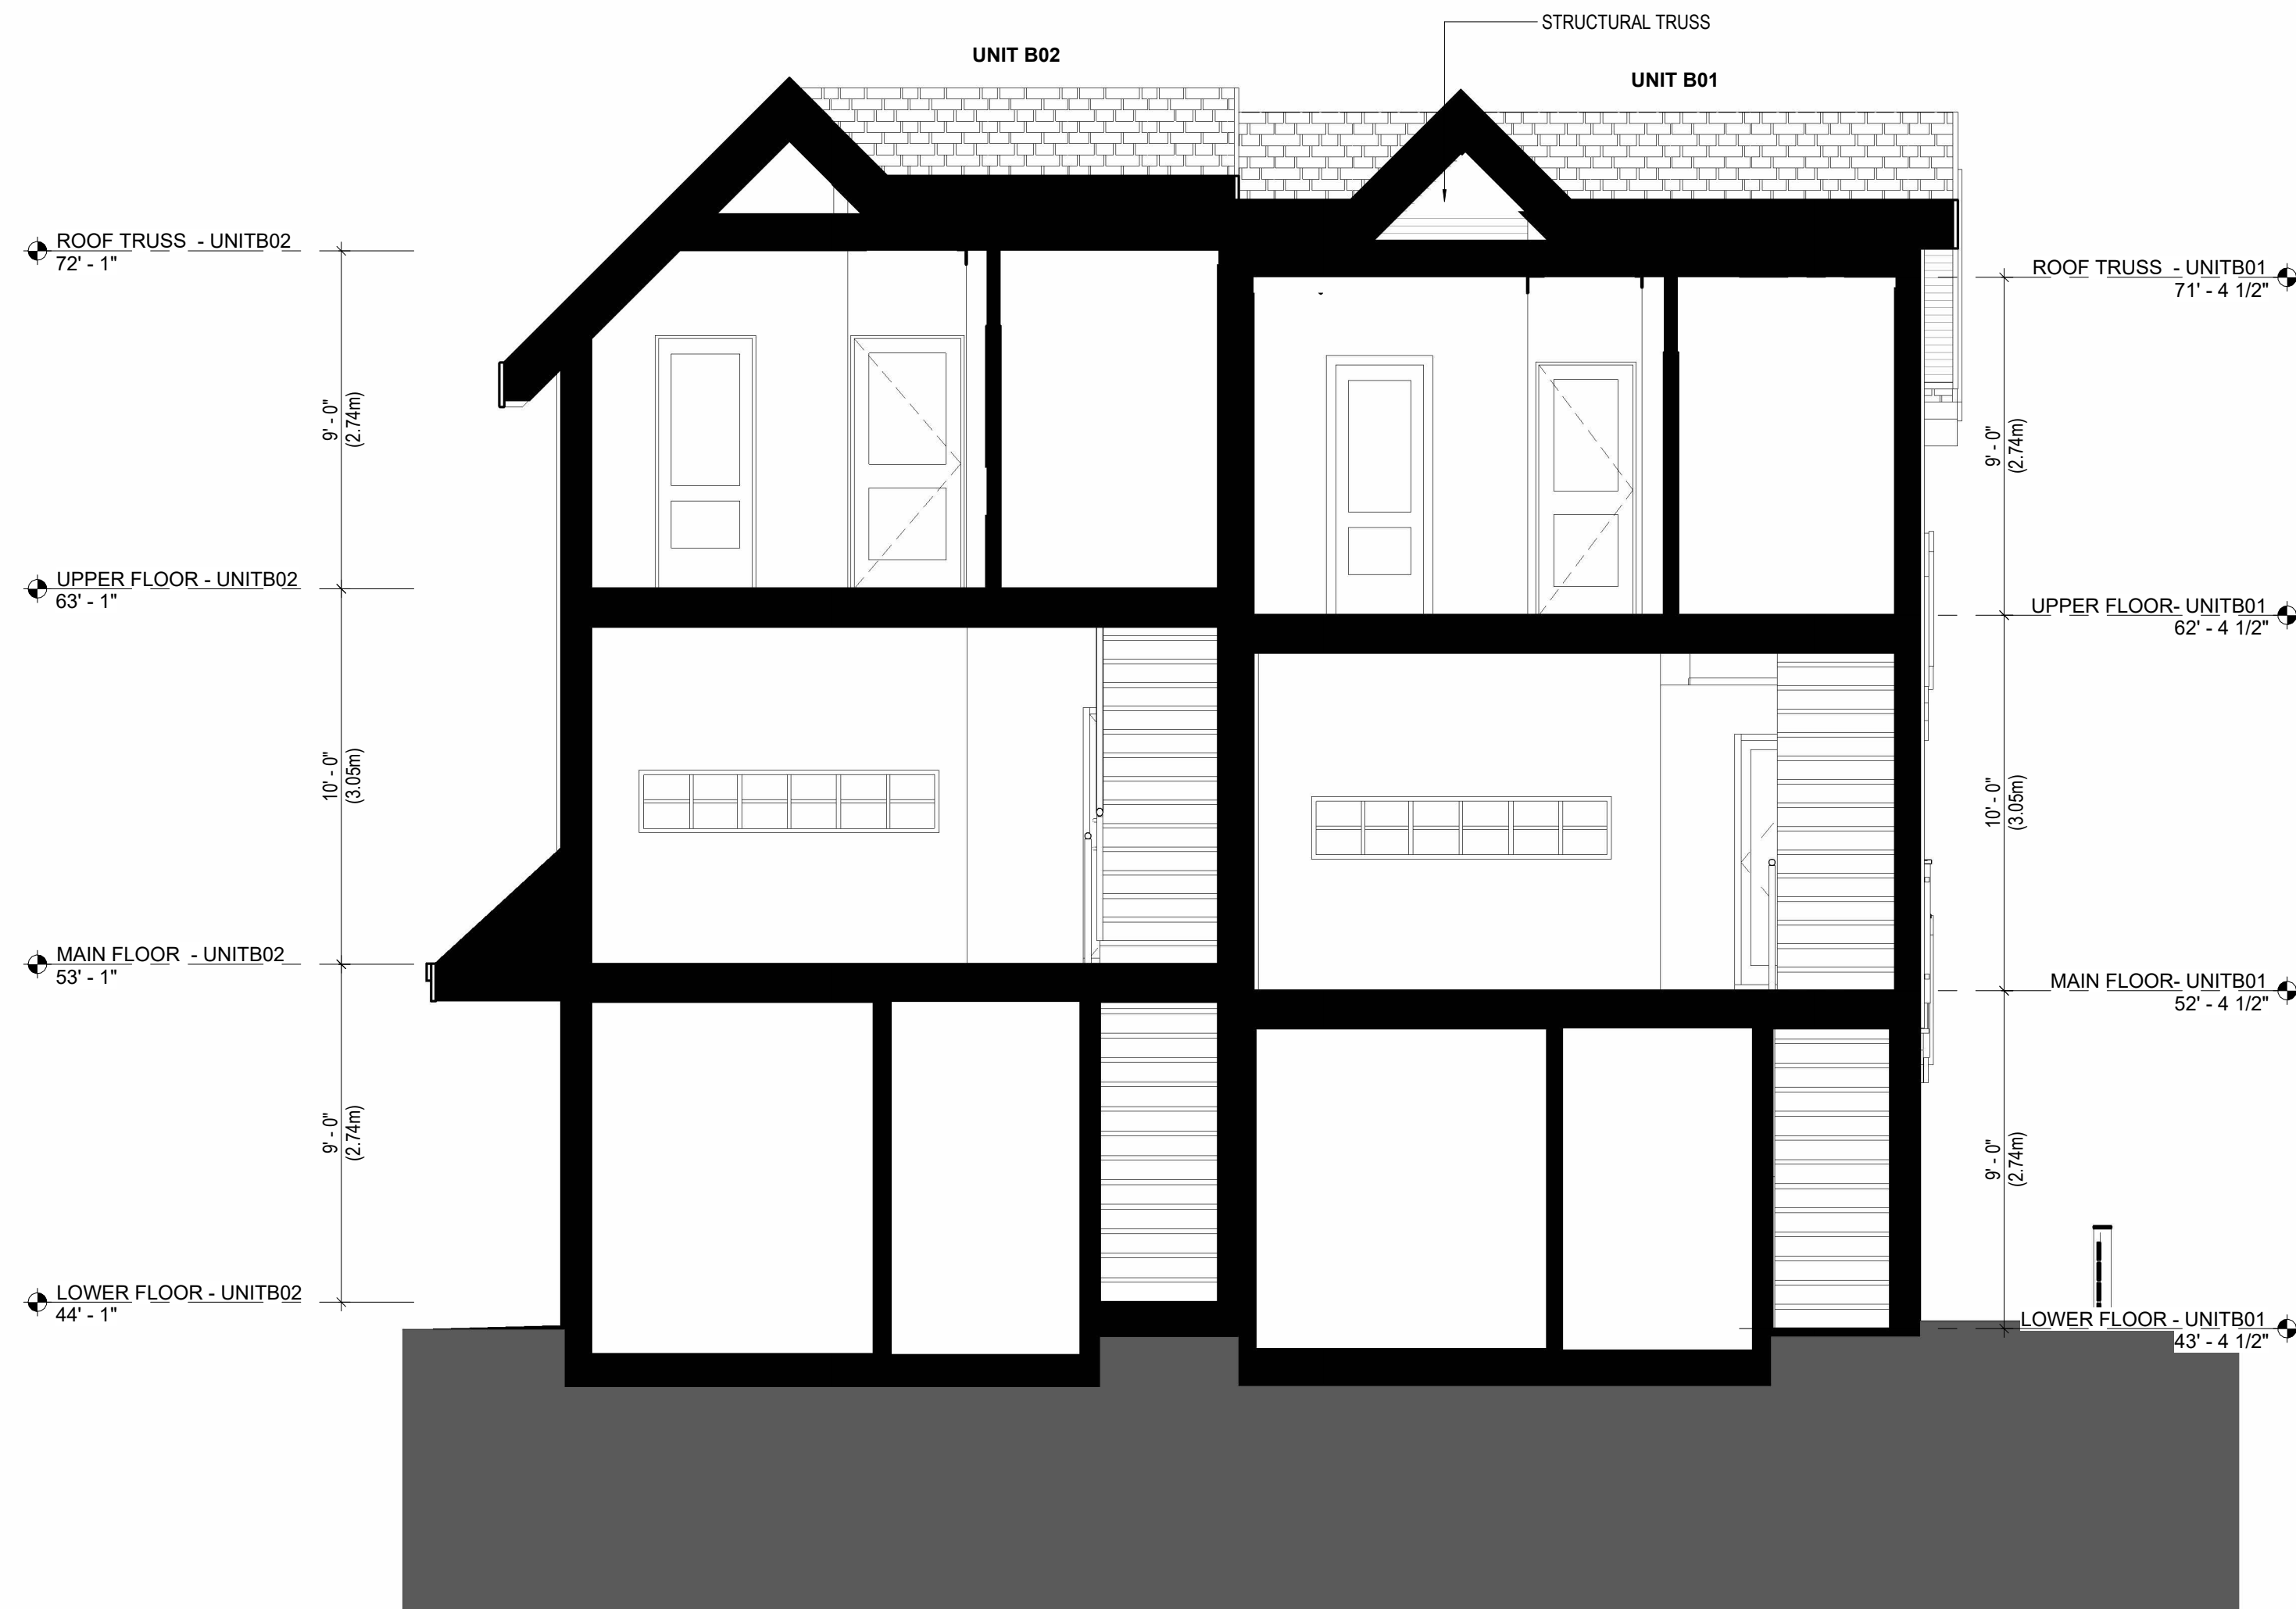 STRUCTURAL TRUSS
UNIT B02
UNIT B01
ROOF TRUSS - UNITB02
72' - 1"
ROOF TRUSS - UNITB01
71' - 4 1/2"
9' - 0"
(2.74m)
9' - 0"
(2.74m)
UPPER FLOOR - UNITB02
63' - 1"
UPPER FLOOR- UNITB01
62' - 4 1/2"
10' - 0"
(3.05m)
10' - 0"
(3.05m)
MAIN FLOOR - UNITB02
53' - 1"
MAIN FLOOR- UNITB01
52' - 4 1/2"
9' - 0"
(2.74m)
9' - 0"
(2.74m)
LOWER FLOOR - UNITB02
44' - 1"
LOWER FLOOR - UNITB01
43' - 4 1/2"